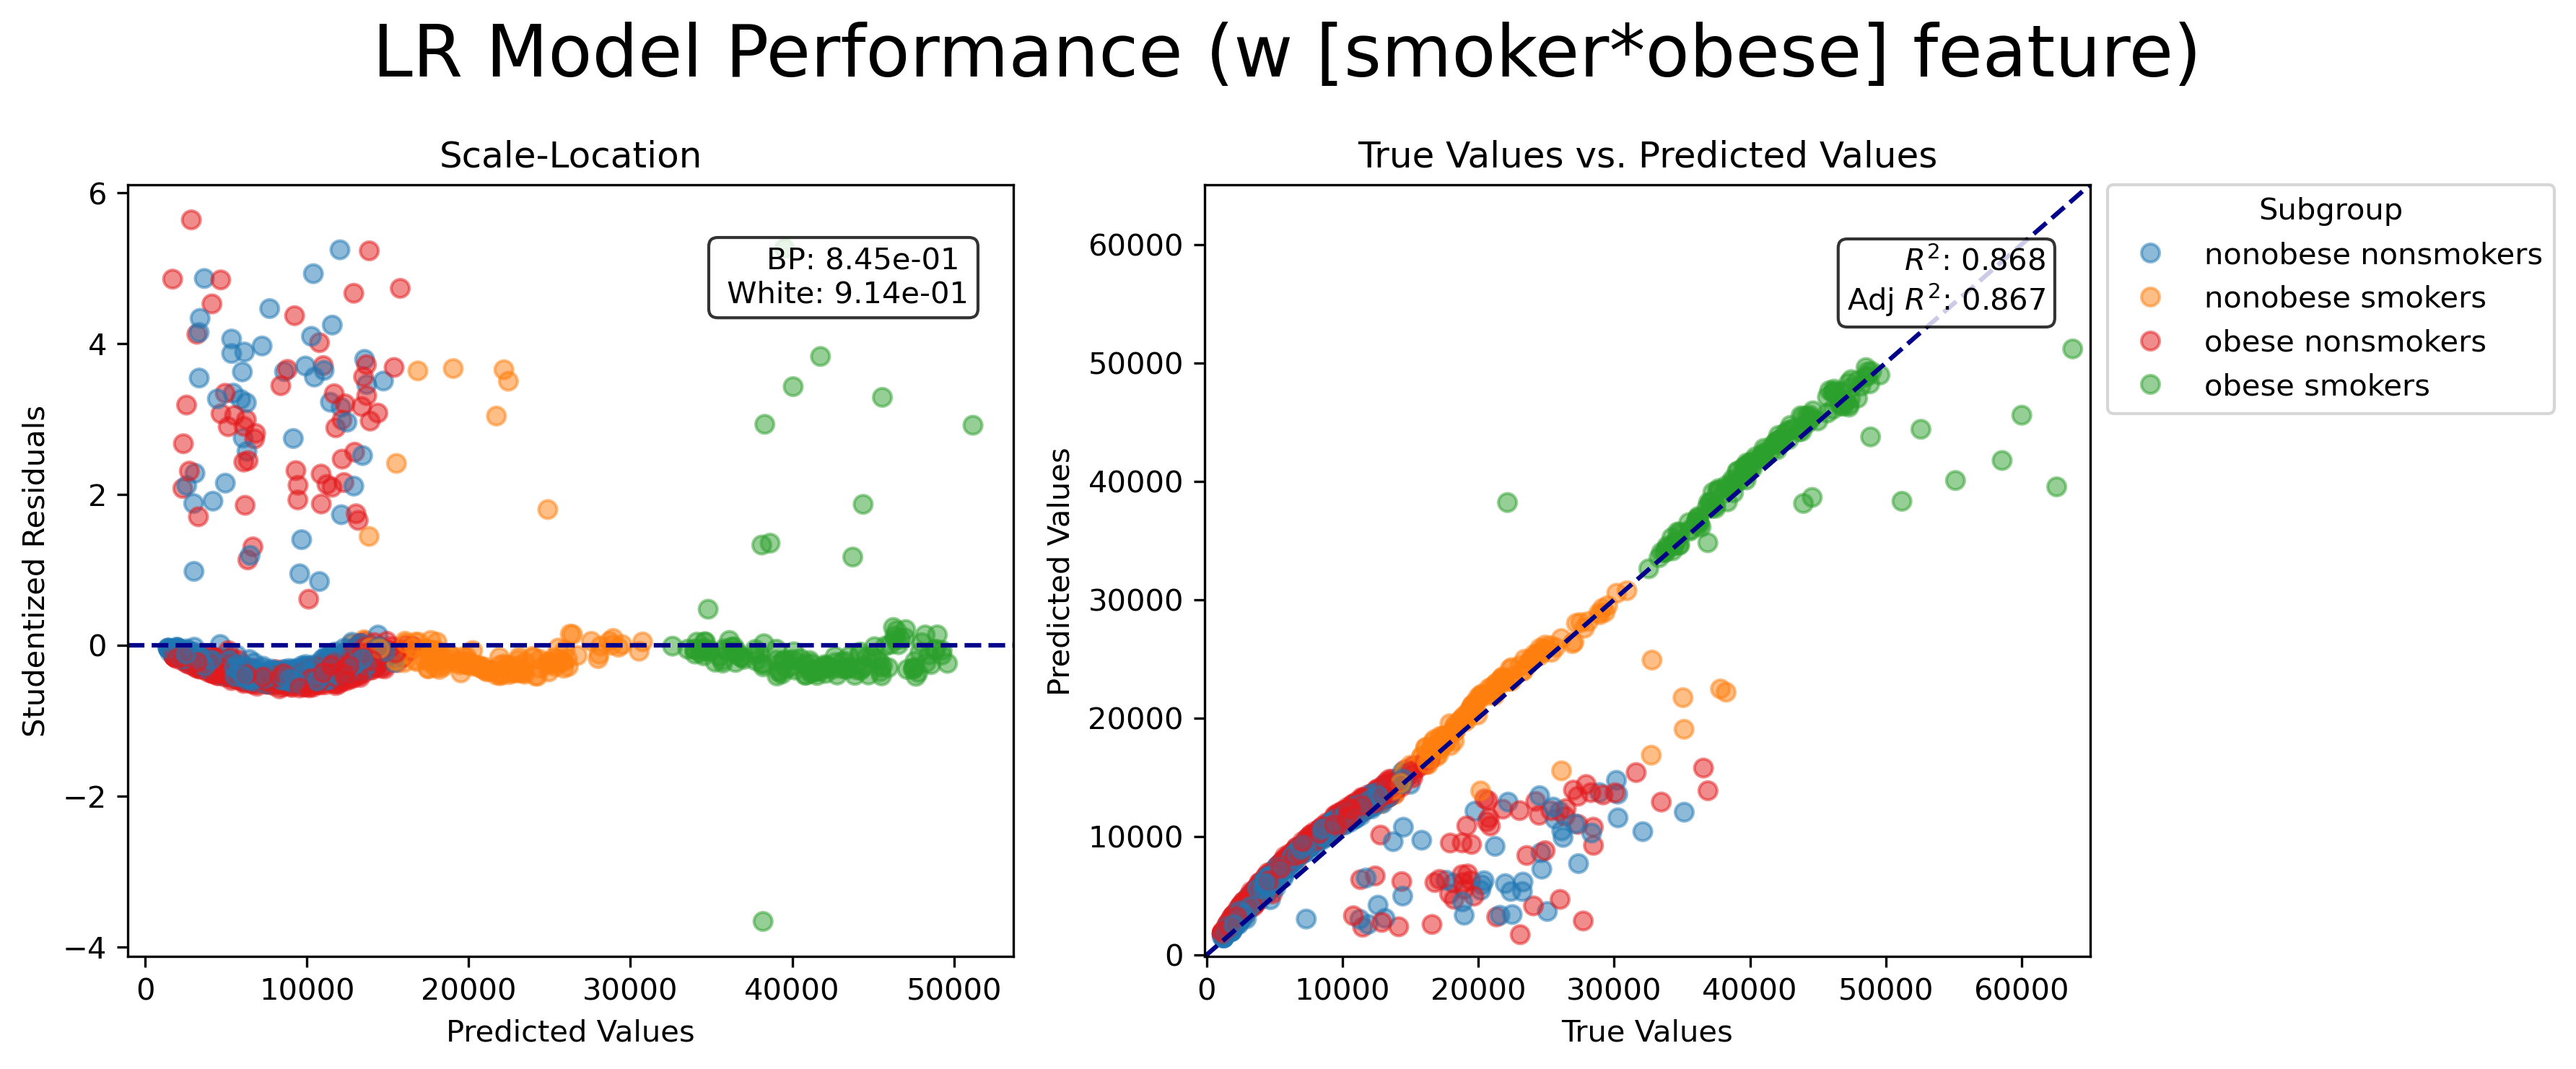 LR Model Performance (w [smoker*obese] feature)
Scale-Location
6
4
2
0
−2
−4
Studentized Residuals
BP: 8.45e-01
White: 9.14e-01
0 10000 20000 30000 40000 50000
Predicted Values
True Values vs. Predicted Values
60000
50000
40000
30000
20000
10000
0
Predicted Values
R²: 0.868
Adj R²: 0.867
0 10000 20000 30000 40000 50000 60000
True Values
Subgroup
nonobese nonsmokers
nonobese smokers
obese nonsmokers
obese smokers